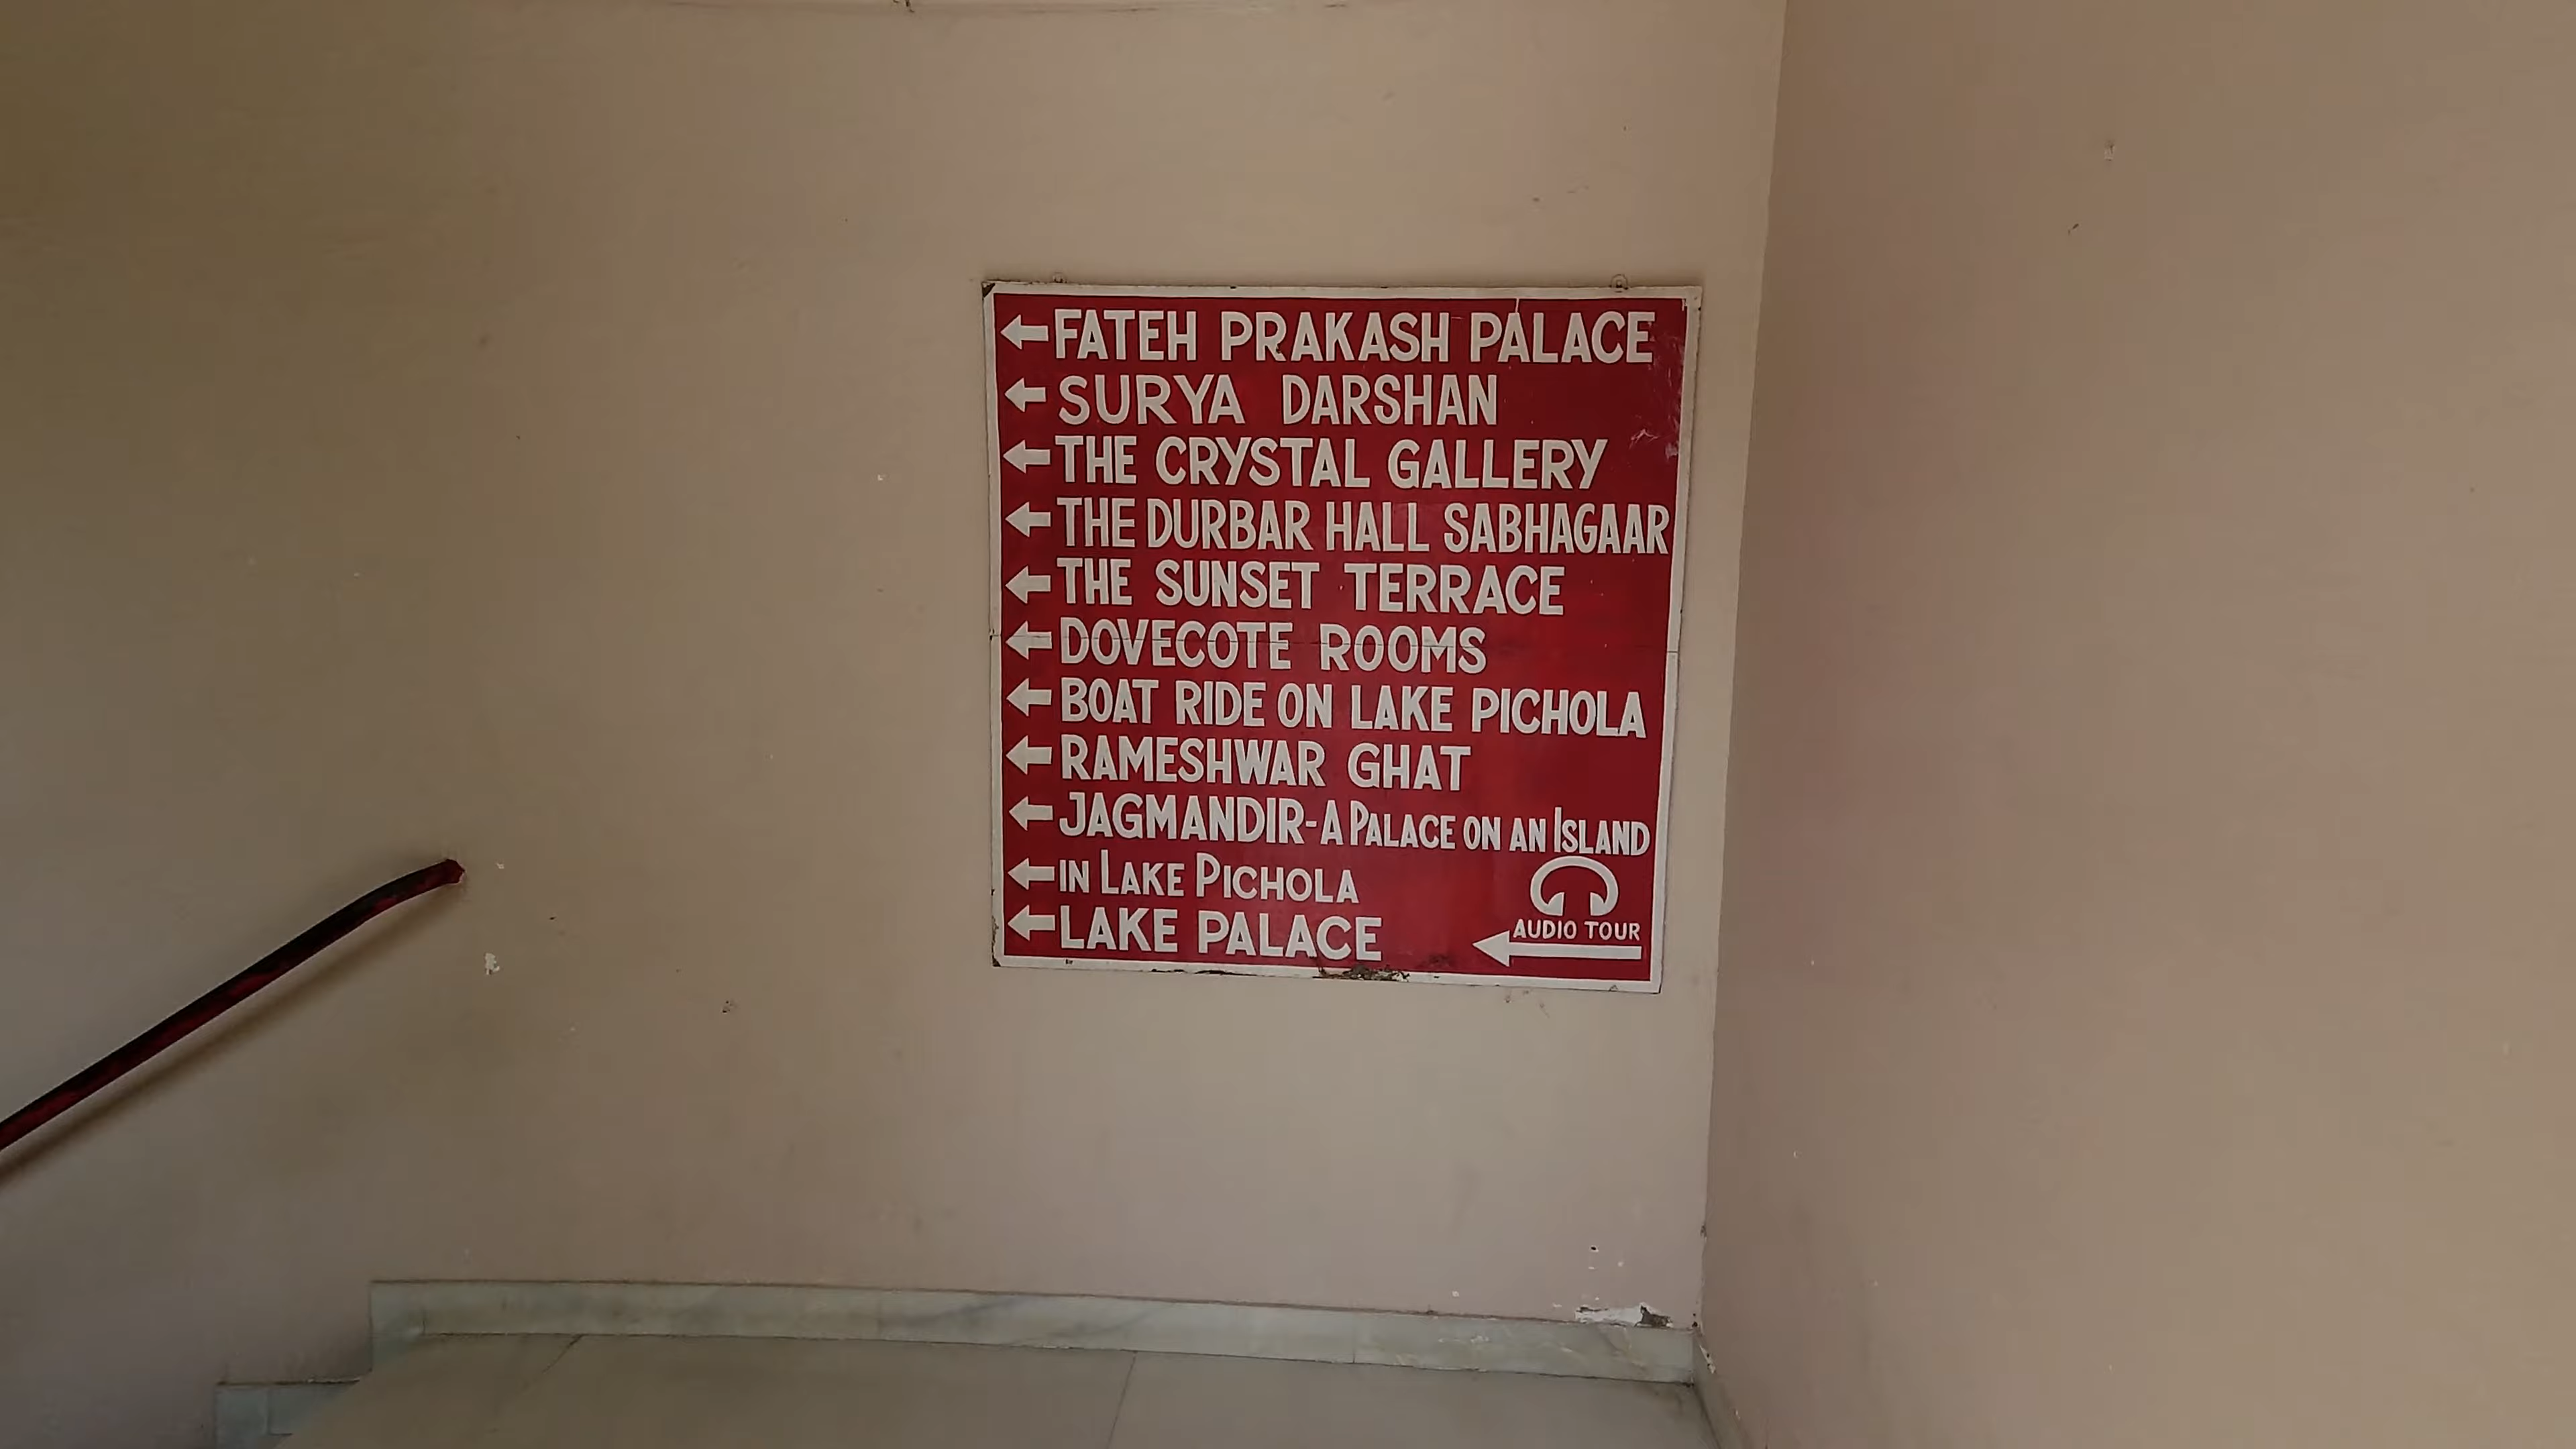 FATEH PRAKASH PALACE
SURYA DARSHAN
THE CRYSTAL GALLERY
THE DURBAR HALL SABHAGAAR
THE SUNSET TERRACE
DOVECOTE ROOMS
BOAT RIDE ON LAKE PICHOLA
RAMESHWAR GHAT
JAGMANDIR-A PALACE ON AN ISLAND
IN LAKE PICHOLA
LAKE PALACE
AUDIO TOUR